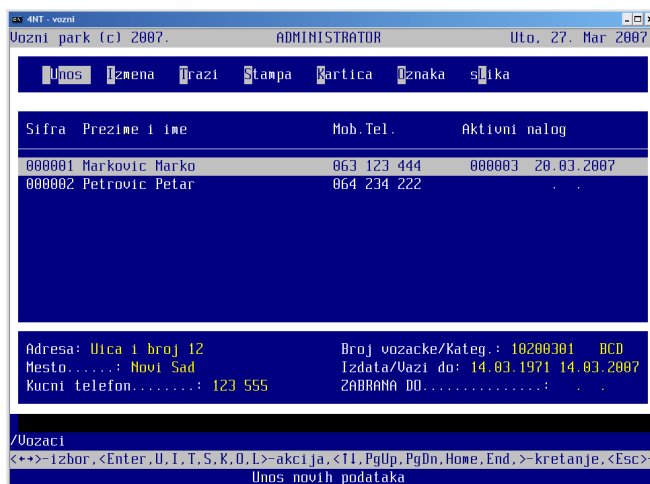 4NT - vozni
Vozni park (c) 2007. ADMINISTRATOR Uto, 27. Mar 2007
Unos Izmena Trazi Stampa Kartica Oznaka sLika
Sifra Prezime i ime Mob.Tel. Aktivni nalog
000001 Markovic Marko 063 123 444 000003 20.03.2007
000002 Petrovic Petar 064 234 222 . .
Adresa: Uica i broj 12 Broj vozacke/Kateg.: 10200301 BCD
Mesto......: Novi Sad Izdata/Vazi do: 14.03.1971 14.03.2007
Kucni telefon........: 123 555 ZABRANA DO...............: . .
/Vozaci
<↔>-izbor,<Enter,U,I,T,S,K,O,L>-akcija,<↑↓,PgUp,PgDn,Home,End,>-kretanje,<Esc>-
Unos novih podataka